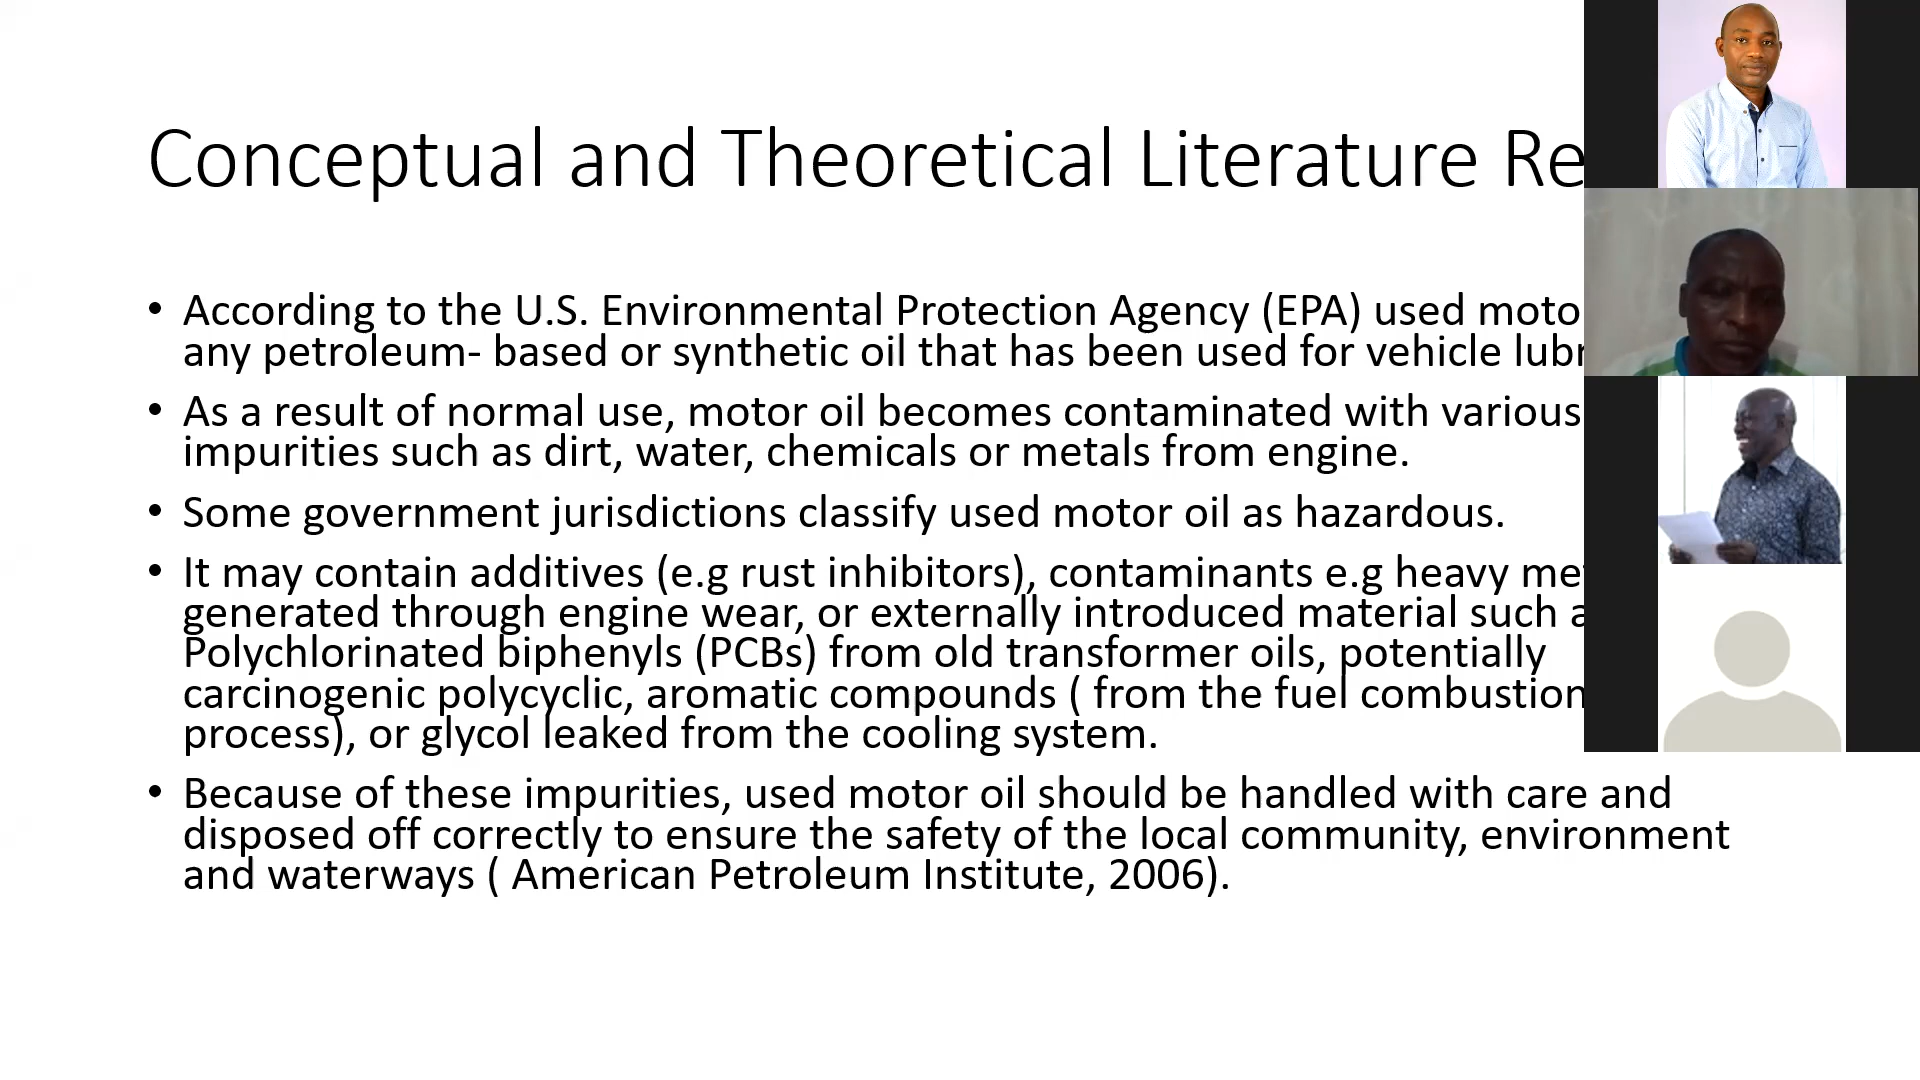 Conceptual and Theoretical Literature Re
• According to the U.S. Environmental Protection Agency (EPA) used moto
any petroleum- based or synthetic oil that has been used for vehicle lubr
• As a result of normal use, motor oil becomes contaminated with various
impurities such as dirt, water, chemicals or metals from engine.
• Some government jurisdictions classify used motor oil as hazardous.
• It may contain additives (e.g rust inhibitors), contaminants e.g heavy me
generated through engine wear, or externally introduced material such a
Polychlorinated biphenyls (PCBs) from old transformer oils, potentially
carcinogenic polycyclic, aromatic compounds ( from the fuel combustion
process), or glycol leaked from the cooling system.
• Because of these impurities, used motor oil should be handled with care and
disposed off correctly to ensure the safety of the local community, environment
and waterways ( American Petroleum Institute, 2006).